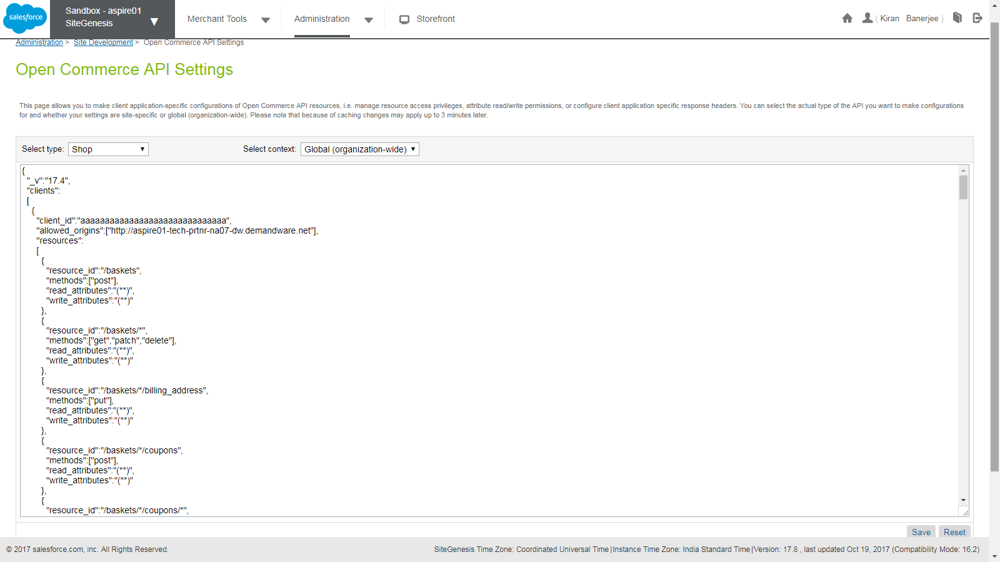 salesforce
Sandbox - aspire01
SiteGenesis
Merchant Tools
Administration
Storefront
( Kiran Banerjee )
Administration > Site Development > Open Commerce API Settings
Open Commerce API Settings
This page allows you to make client application-specific configurations of Open Commerce API resources, i.e. manage resource access privileges, attribute read/write permissions, or configure client application specific response headers. You can select the actual type of the API you want to make configurations
for and whether your settings are site-specific or global (organization-wide). Please note that because of caching changes may apply up to 3 minutes later.
Select type: Shop Select context: Global (organization-wide)
{
"_v":"17.4",
"clients":
[
{
"client_id":"aaaaaaaaaaaaaaaaaaaaaaaaaaaaaa",
"allowed_origins":["http://aspire01-tech-prtnr-na07-dw.demandware.net"],
"resources":
[
{
"resource_id":"/baskets",
"methods":["post"],
"read_attributes":"(**)",
"write_attributes":"(**)"
},
{
"resource_id":"/baskets/*",
"methods":["get","patch","delete"],
"read_attributes":"(**)",
"write_attributes":"(**)"
},
{
"resource_id":"/baskets/*/billing_address",
"methods":["put"],
"read_attributes":"(**)",
"write_attributes":"(**)"
},
{
"resource_id":"/baskets/*/coupons",
"methods":["post"],
"read_attributes":"(**)",
"write_attributes":"(**)"
},
{
"resource_id":"/baskets/*/coupons/*",
Save Reset
© 2017 salesforce.com, inc. All Rights Reserved.
SiteGenesis Time Zone: Coordinated Universal Time|Instance Time Zone: India Standard Time|Version: 17.8 , last updated Oct 19, 2017 (Compatibility Mode: 16.2)